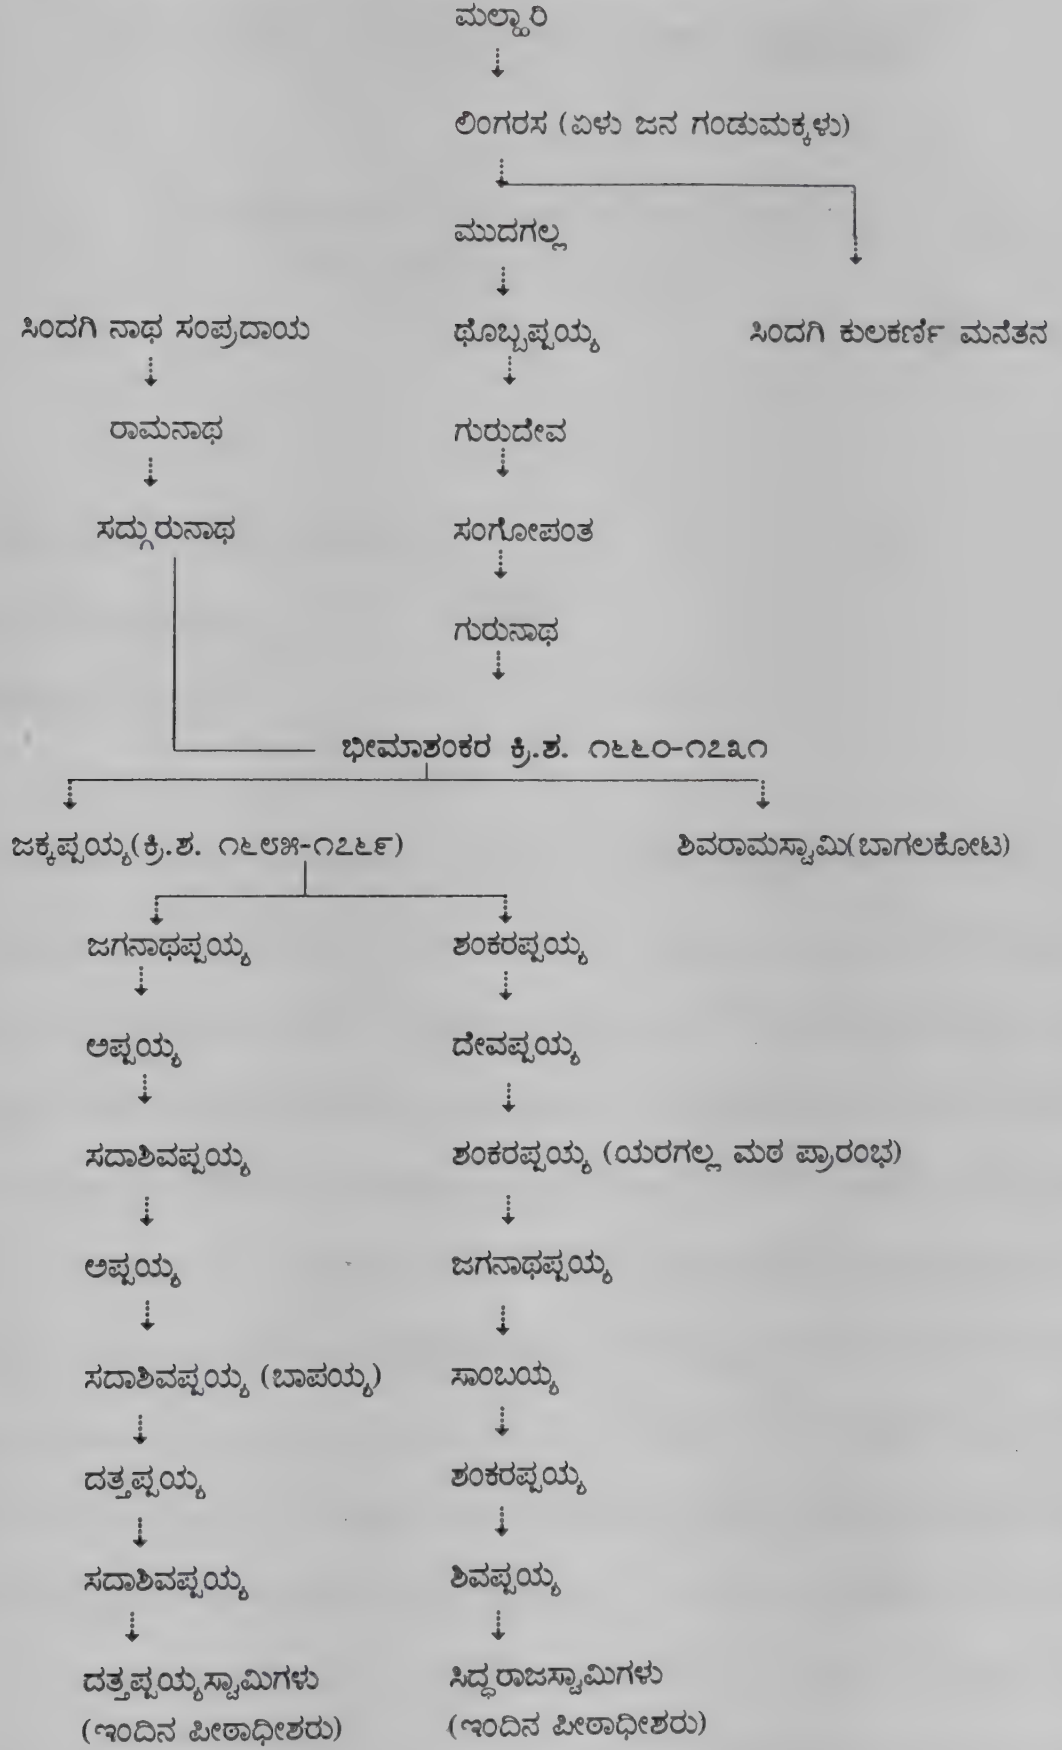 ಮಲ್ಹಾರಿ
ಲಿಂಗರಸ (ಏಳು ಜನ ಗಂಡುಮಕ್ಕಳು)
ಮುದಗಲ್ಲ
ಸಿಂದಗಿ ನಾಥ ಸಂಪ್ರದಾಯ ಥೊಬ್ಬಪ್ಪಯ್ಯ ಸಿಂದಗಿ ಕುಲಕರ್ಣಿ ಮನೆತನ
ರಾಮನಾಥ ಗುರುದೇವ
ಸದ್ಗುರುನಾಥ ಸಂಗೋಪಂತ
ಗುರುನಾಥ
ಭೀಮಾಶಂಕರ ಕ್ರಿ.ಶ. ೧೬೬೦-೧೭೩೧
ಜಕ್ಕಪ್ಪಯ್ಯ(ಕ್ರಿ.ಶ. ೧೬೮೫-೧೭೬೯) ಶಿವರಾಮಸ್ವಾಮಿ(ಬಾಗಲಕೋಟ)
ಜಗನಾಥಪ್ಪಯ್ಯ ಶಂಕರಪ್ಪಯ್ಯ
ಅಪ್ಪಯ್ಯ ದೇವಪ್ಪಯ್ಯ
ಸದಾಶಿವಪ್ಪಯ್ಯ ಶಂಕರಪ್ಪಯ್ಯ (ಯರಗಲ್ಲ ಮಠ ಪ್ರಾರಂಭ)
ಅಪ್ಪಯ್ಯ ಜಗನಾಥಪ್ಪಯ್ಯ
ಸದಾಶಿವಪ್ಪಯ್ಯ (ಬಾಪಯ್ಯ) ಸಾಂಬಯ್ಯ
ದತ್ತಪ್ಪಯ್ಯ ಶಂಕರಪ್ಪಯ್ಯ
ಸದಾಶಿವಪ್ಪಯ್ಯ ಶಿವಪ್ಪಯ್ಯ
ದತ್ತಪ್ಪಯ್ಯಸ್ವಾಮಿಗಳು ಸಿದ್ಧರಾಜಸ್ವಾಮಿಗಳು
(ಇಂದಿನ ಪೀಠಾಧೀಶರು) (ಇಂದಿನ ಪೀಠಾಧೀಶರು)